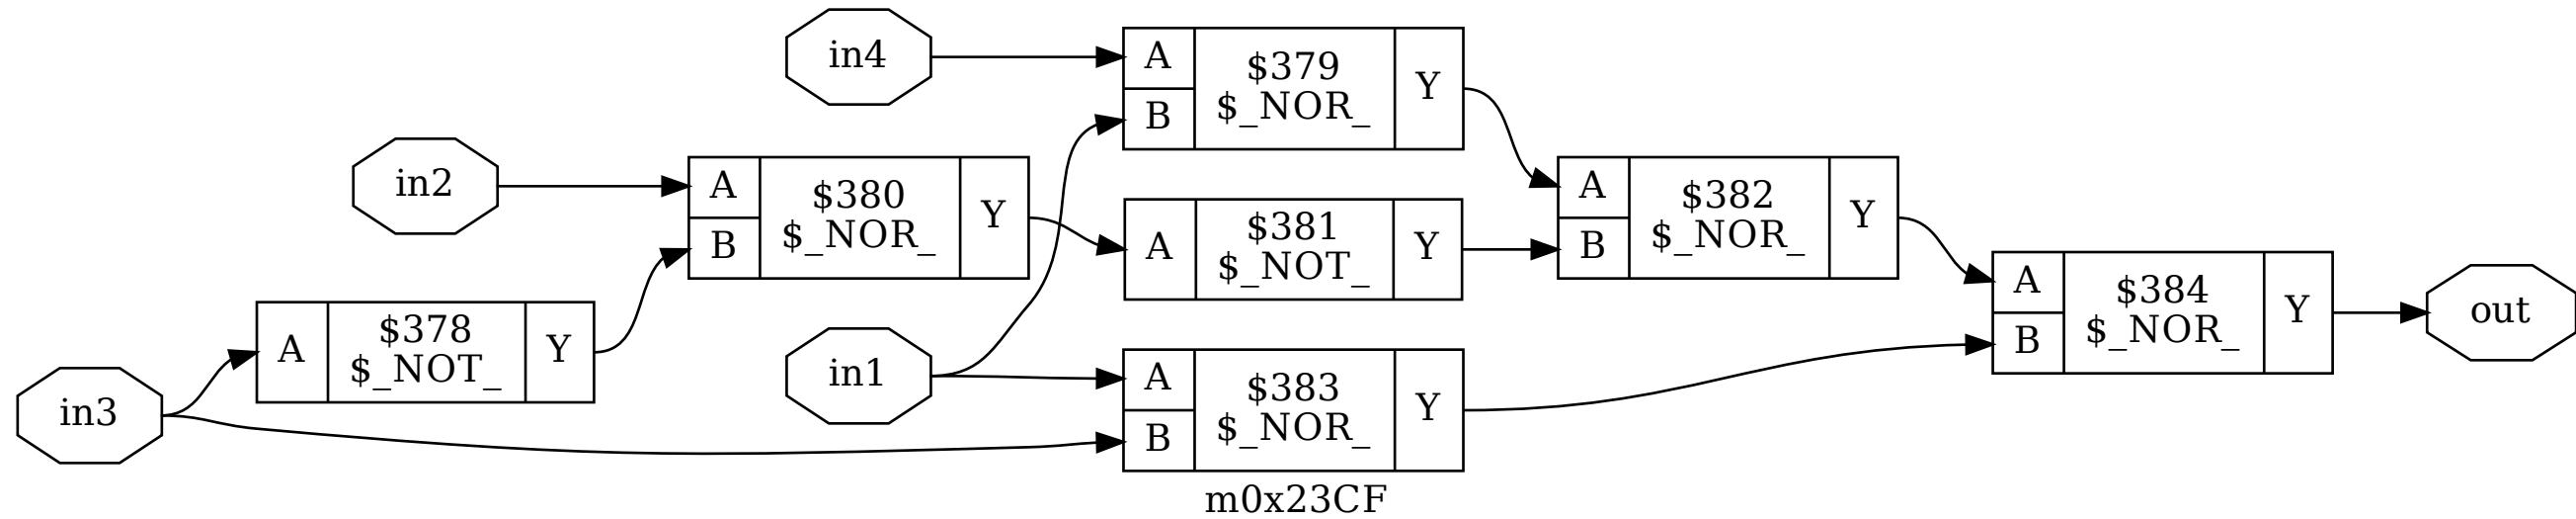 in4
A
B
$379
$_NOR_
Y
in2
A
B
$380
$_NOR_
Y
A
$381
$_NOT_
Y
A
B
$382
$_NOR_
Y
in3
A
$378
$_NOT_
Y
in1
A
B
$383
$_NOR_
Y
A
B
$384
$_NOR_
Y
out
m0x23CF